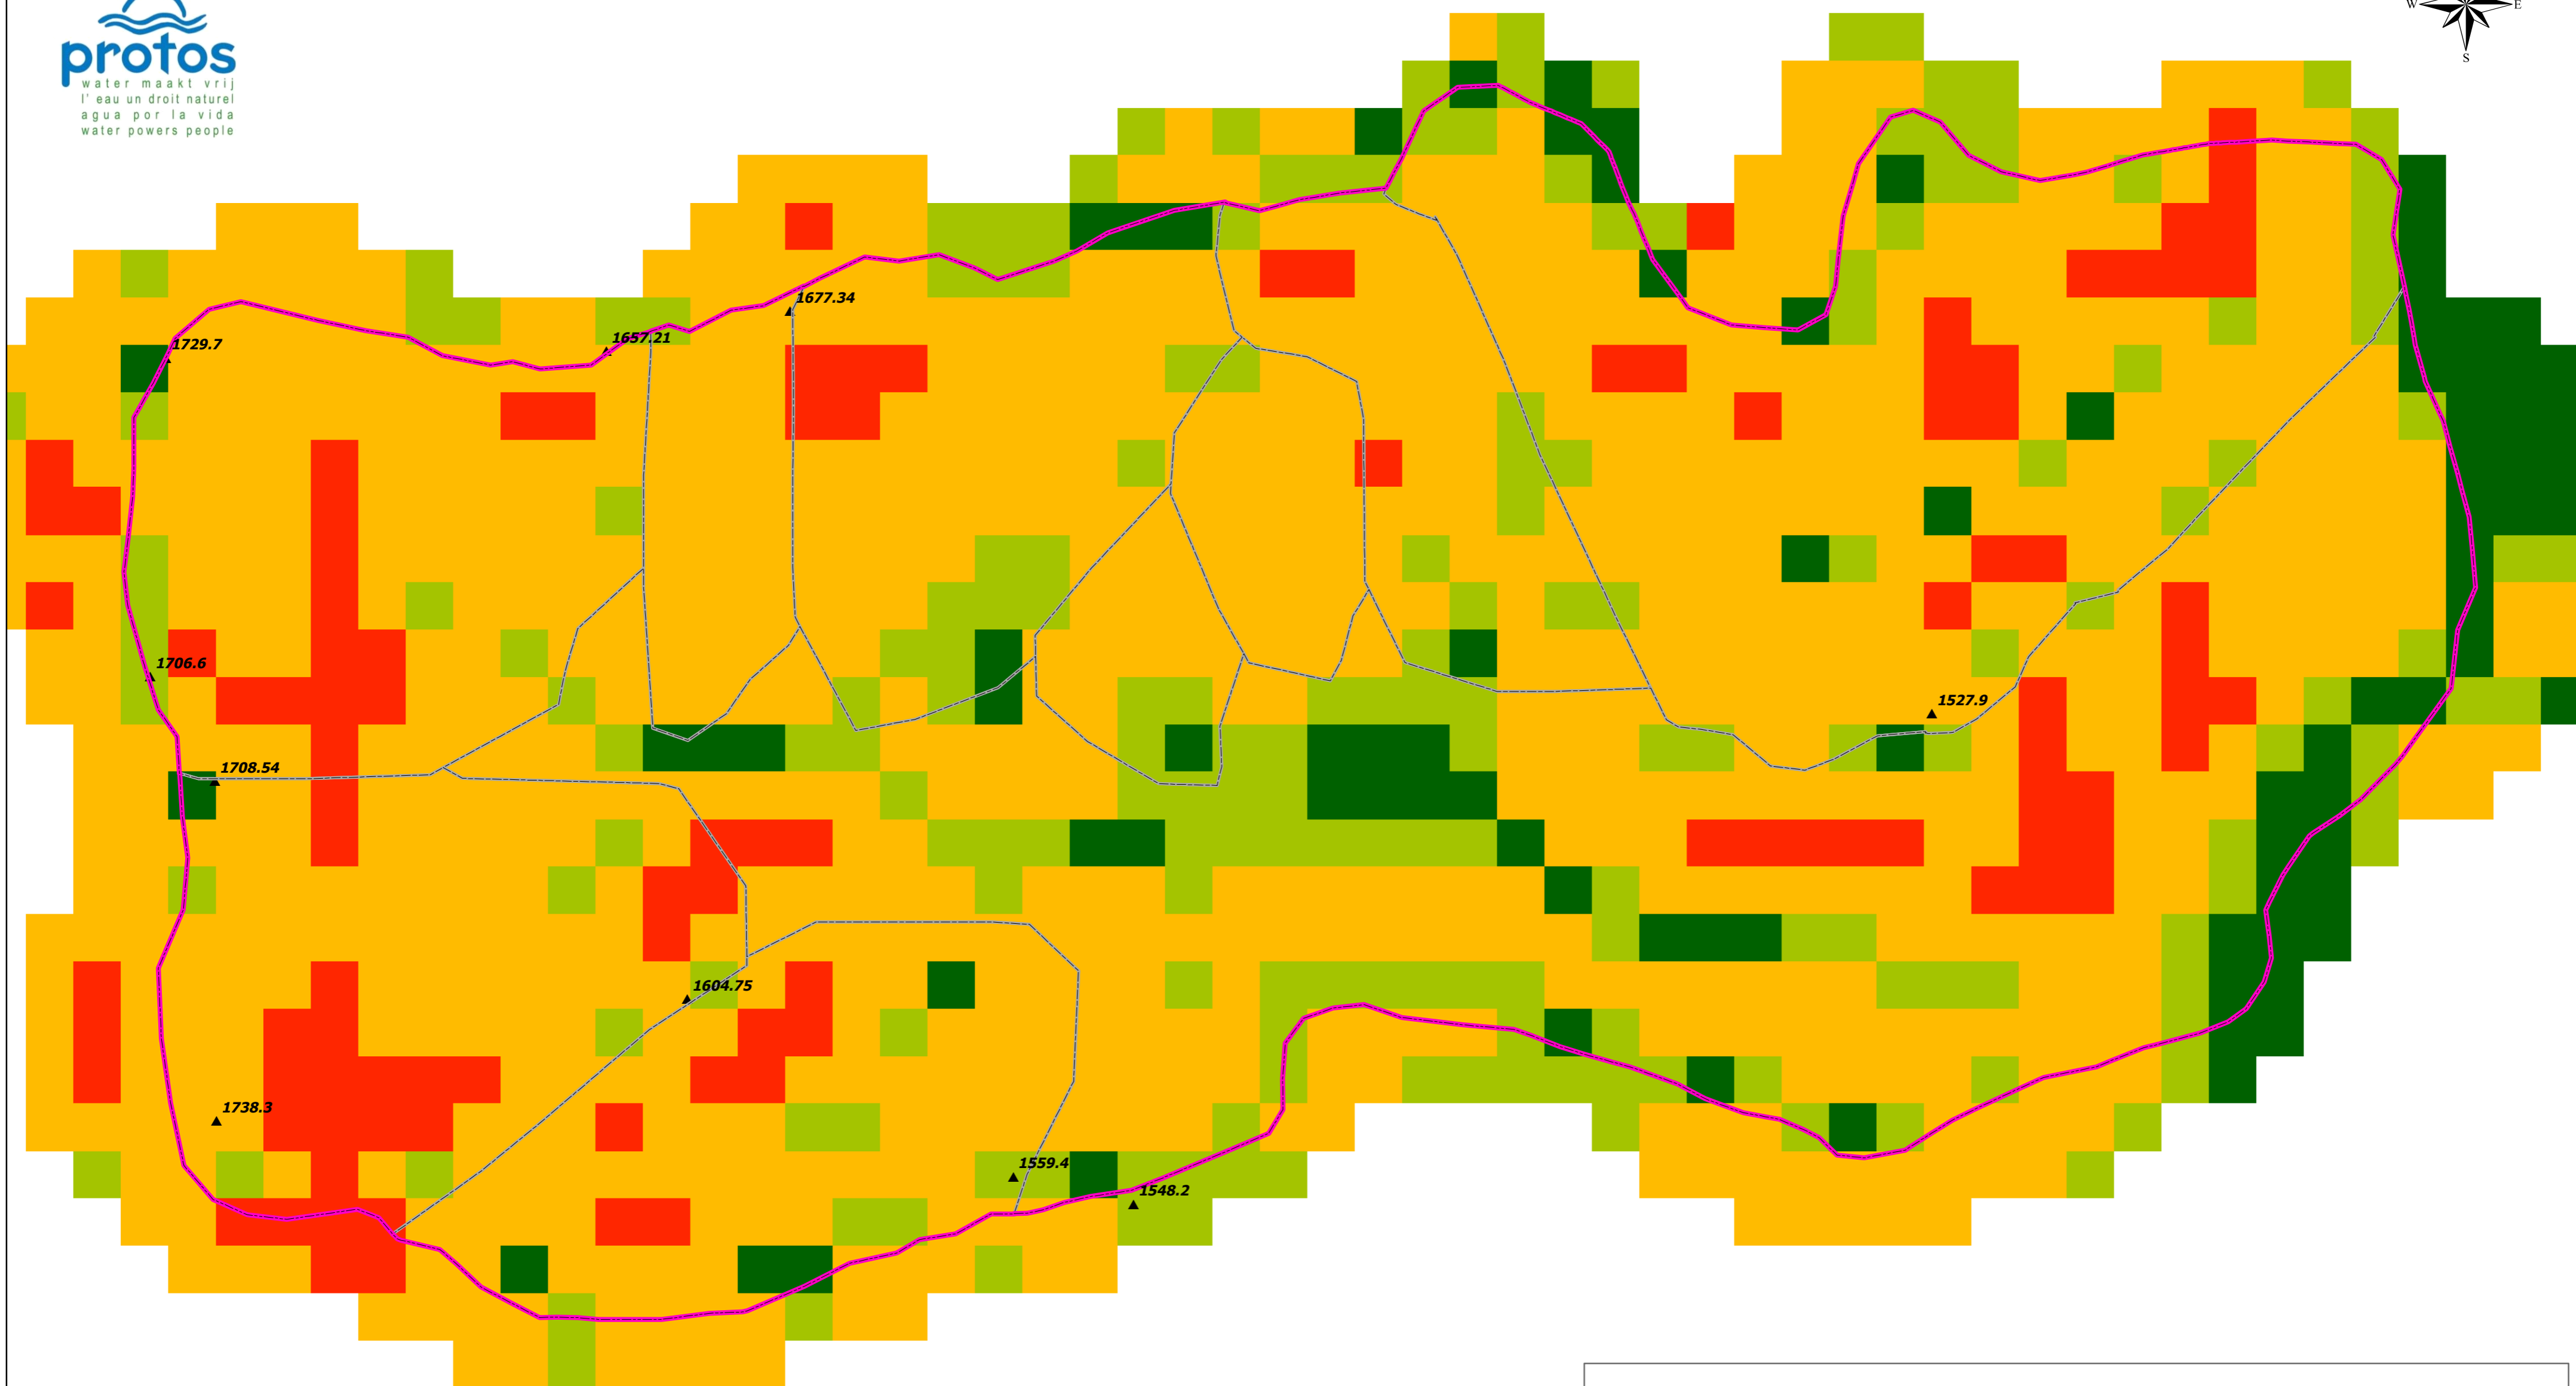 protos
water maakt vrij
l' eau un droit naturel
agua por la vida
water powers people
W E
S
1677.34
1657.21
1729.7
1706.6
1527.9
1708.54
1604.75
1738.3
1559.4
1548.2